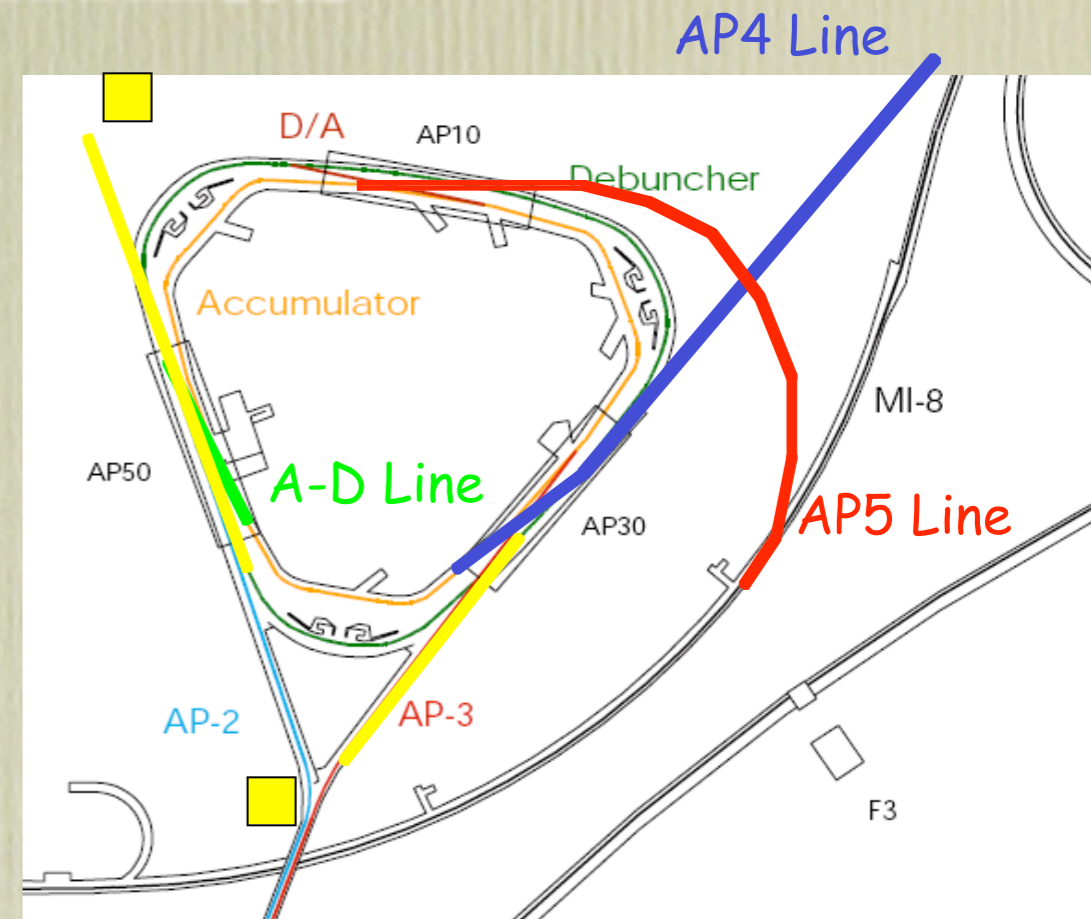 AP4 Line
D/A
AP10
Debuncher
Accumulator
MI-8
AP50
A-D Line
AP30
AP5 Line
AP-2
AP-3
F3